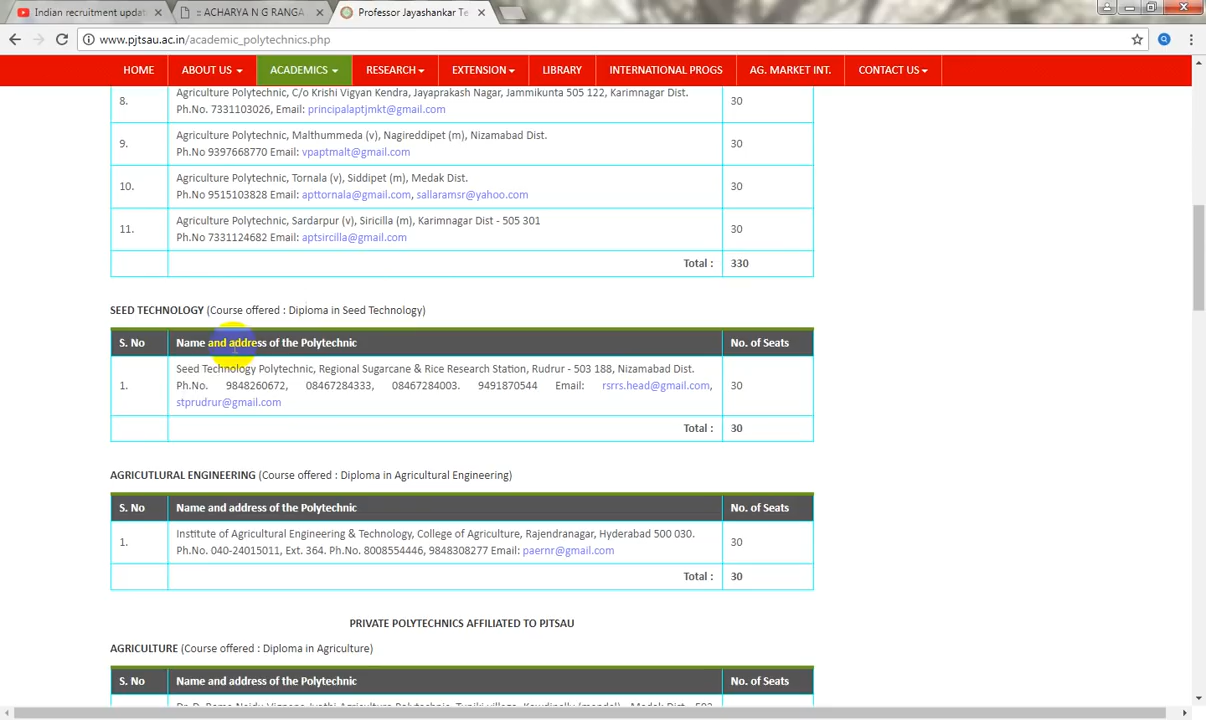 Indian recruitment updat
:: ACHARYA N G RANGA
Professor Jayashankar Te
www.pjtsau.ac.in/academic_polytechnics.php
HOME ABOUT US ACADEMICS RESEARCH EXTENSION LIBRARY INTERNATIONAL PROGS AG. MARKET INT. CONTACT US
8. Agriculture Polytechnic, C/o Krishi Vigyan Kendra, Jayaprakash Nagar, Jammikunta 505 122, Karimnagar Dist. 30
Ph.No. 7331103026, Email: principalaptjmkt@gmail.com
9. Agriculture Polytechnic, Malthummeda (v), Nagireddipet (m), Nizamabad Dist. 30
Ph.No 9397668770 Email: vpaptmalt@gmail.com
10. Agriculture Polytechnic, Tornala (v), Siddipet (m), Medak Dist. 30
Ph.No 9515103828 Email: apttornala@gmail.com, sallaramsr@yahoo.com
11. Agriculture Polytechnic, Sardarpur (v), Siricilla (m), Karimnagar Dist - 505 301 30
Ph.No 7331124682 Email: aptsircilla@gmail.com
Total : 330
SEED TECHNOLOGY (Course offered : Diploma in Seed Technology)
S. No Name and address of the Polytechnic No. of Seats
1. Seed Technology Polytechnic, Regional Sugarcane & Rice Research Station, Rudrur - 503 188, Nizamabad Dist. 30
Ph.No. 9848260672, 08467284333, 08467284003. 9491870544 Email: rsrrs.head@gmail.com,
stprudrur@gmail.com
Total : 30
AGRICUTLURAL ENGINEERING (Course offered : Diploma in Agricultural Engineering)
S. No Name and address of the Polytechnic No. of Seats
1. Institute of Agricultural Engineering & Technology, College of Agriculture, Rajendranagar, Hyderabad 500 030. 30
Ph.No. 040-24015011, Ext. 364. Ph.No. 8008554446, 9848308277 Email: paernr@gmail.com
Total : 30
PRIVATE POLYTECHNICS AFFILIATED TO PJTSAU
AGRICULTURE (Course offered : Diploma in Agriculture)
S. No Name and address of the Polytechnic No. of Seats